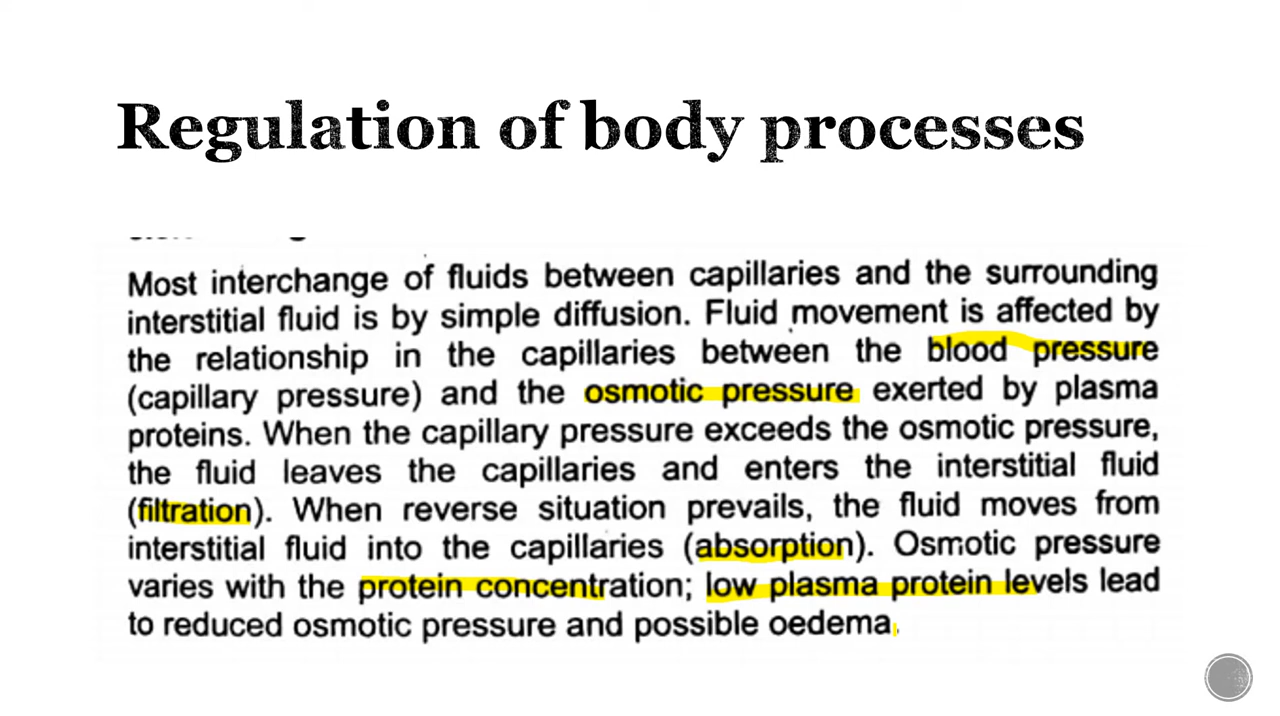 Regulation of body processes
Most interchange of fluids between capillaries and the surrounding
interstitial fluid is by simple diffusion. Fluid movement is affected by
the relationship in the capillaries between the blood pressure
(capillary pressure) and the osmotic pressure exerted by plasma
proteins. When the capillary pressure exceeds the osmotic pressure,
the fluid leaves the capillaries and enters the interstitial fluid
(filtration). When reverse situation prevails, the fluid moves from
interstitial fluid into the capillaries (absorption). Osmotic pressure
varies with the protein concentration; low plasma protein levels lead
to reduced osmotic pressure and possible oedema.